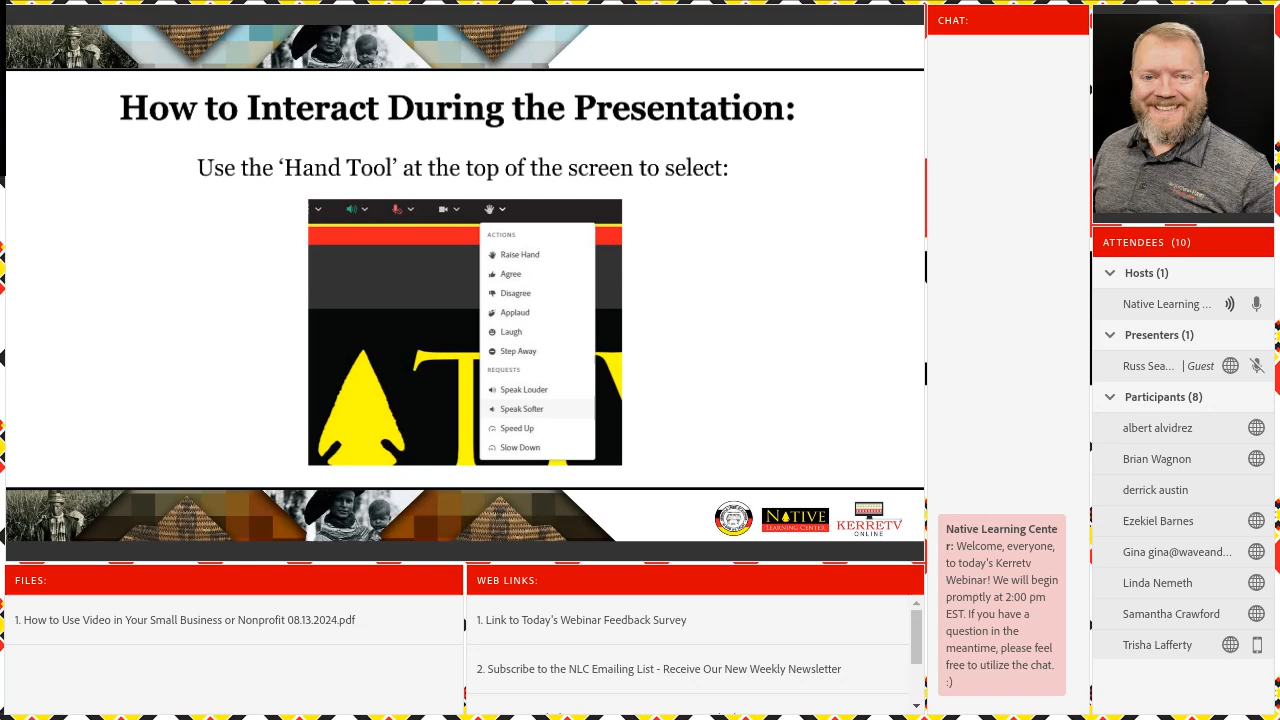 How to Interact During the Presentation:
Use the ‘Hand Tool’ at the top of the screen to select:
ACTIONS
Raise Hand
Agree
Disagree
Applaud
Laugh
Step Away
REQUESTS
Speak Louder
Speak Softer
Speed Up
Slow Down
NATIVE
LEARNING CENTER
KERRETV
ONLINE
FILES:
1. How to Use Video in Your Small Business or Nonprofit 08.13.2024.pdf
WEB LINKS:
1. Link to Today's Webinar Feedback Survey
2. Subscribe to the NLC Emailing List - Receive Our New Weekly Newsletter
CHAT:
Native Learning Cente
r: Welcome, everyone,
to today's Kerretv
Webinar! We will begin
promptly at 2:00 pm
EST. If you have a
question in the
meantime, please feel
free to utilize the chat.
:)
ATTENDEES (10)
Hosts (1)
Native Learning ...
Presenters (1)
Russ Sea... | Guest
Participants (8)
albert alvidrez
Brian Wagnon
derrick austin
Ezekiel Barnes
Gina gina@waveand...
Linda Nemeth
Samantha Crawford
Trisha Lafferty